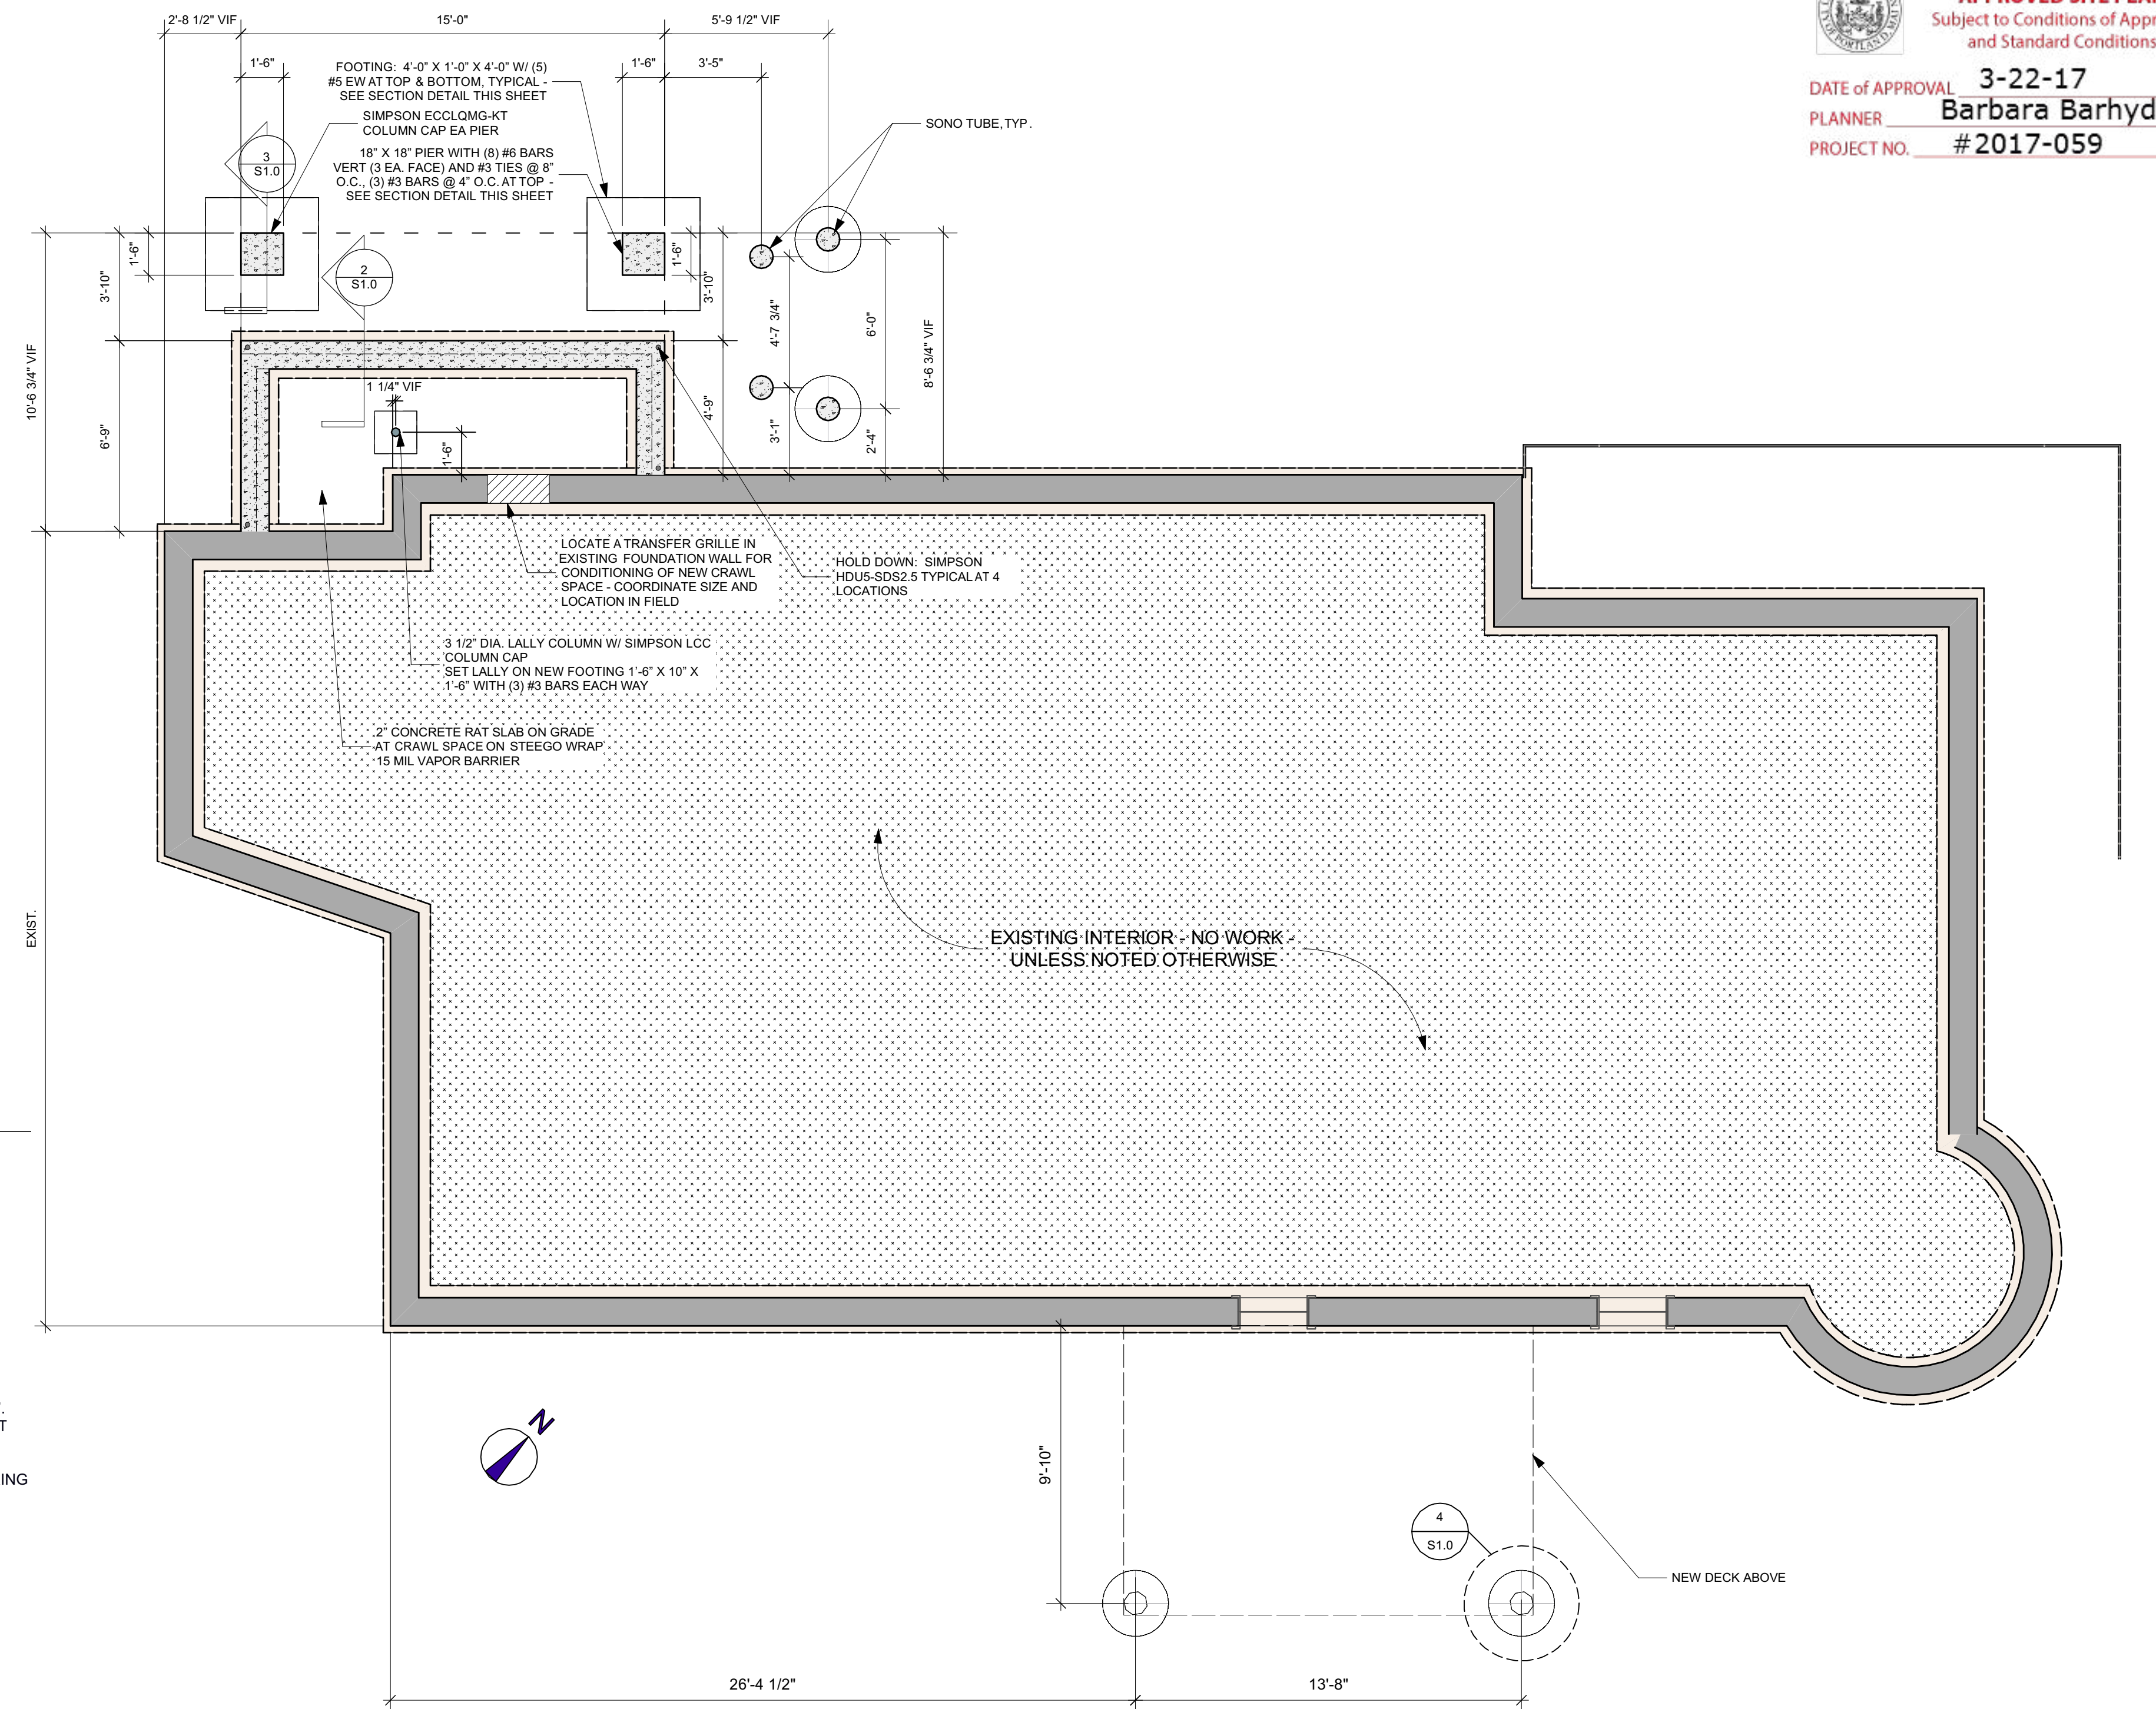 APPROVED SITE PLAN
Subject to Conditions of Appr
and Standard Conditions
DATE of APPROVAL 3-22-17
PLANNER Barbara Barhyd
PROJECT NO. #2017-059
2'-8 1/2" VIF
15'-0"
5'-9 1/2" VIF
1'-6"
1'-6"
3'-5"
FOOTING: 4'-0" X 1'-0" X 4'-0" W/ (5)
#5 EW AT TOP & BOTTOM, TYPICAL -
SEE SECTION DETAIL THIS SHEET
SIMPSON ECCLQMG-KT
COLUMN CAP EA PIER
18" X 18" PIER WITH (8) #6 BARS
VERT (3 EA. FACE) AND #3 TIES @ 8"
O.C., (3) #3 BARS @ 4" O.C. AT TOP -
SEE SECTION DETAIL THIS SHEET
SONO TUBE, TYP.
3
S1.0
2
S1.0
1'-6"
3'-10"
10'-6 3/4" VIF
6'-9"
1'-6"
3'-10"
4'-9"
4'-7 3/4"
3'-1"
6'-0"
2'-4"
8'-6 3/4" VIF
1 1/4" VIF
1'-6"
LOCATE A TRANSFER GRILLE IN
EXISTING FOUNDATION WALL FOR
CONDITIONING OF NEW CRAWL
SPACE - COORDINATE SIZE AND
LOCATION IN FIELD
HOLD DOWN: SIMPSON
HDU5-SDS2.5 TYPICAL AT 4
LOCATIONS
3 1/2" DIA. LALLY COLUMN W/ SIMPSON LCC
COLUMN CAP
SET LALLY ON NEW FOOTING 1'-6" X 10" X
1'-6" WITH (3) #3 BARS EACH WAY
2" CONCRETE RAT SLAB ON GRADE
AT CRAWL SPACE ON STEEGO WRAP
15 MIL VAPOR BARRIER
EXIST.
EXISTING INTERIOR - NO WORK -
UNLESS NOTED OTHERWISE
T
ING
N
9'-10"
4
S1.0
NEW DECK ABOVE
26'-4 1/2"
13'-8"